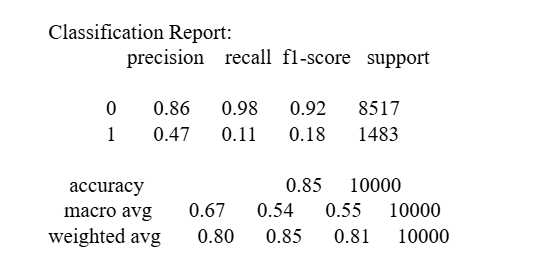 Classification Report:
precision recall f1-score support
0 0.86 0.98 0.92 8517
1 0.47 0.11 0.18 1483
accuracy 0.85 10000
macro avg 0.67 0.54 0.55 10000
weighted avg 0.80 0.85 0.81 10000